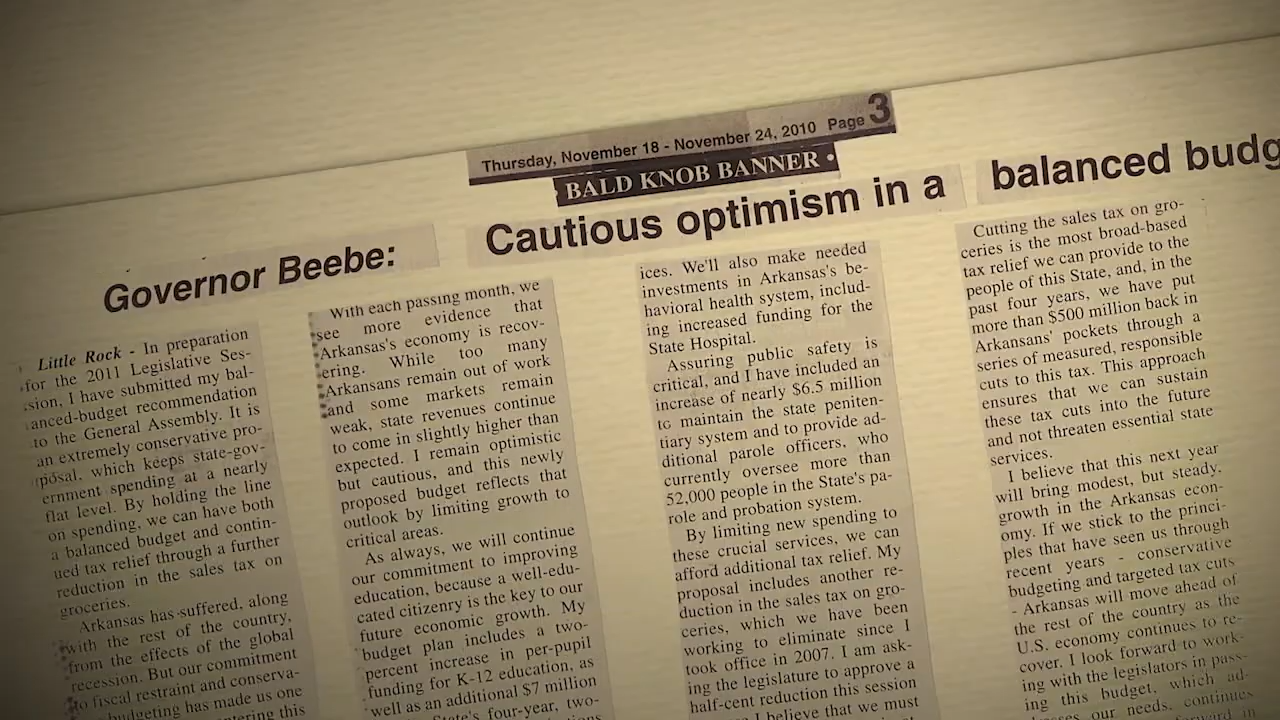 Thursday, November 18 - November 24, 2010 Page 3
BALD KNOB BANNER •
Governor Beebe: Cautious optimism in a balanced budg
Little Rock - In preparation
for the 2011 Legislative Ses-
sion, I have submitted my bal-
anced-budget recommendation
to the General Assembly. It is
an extremely conservative pro-
posal, which keeps state-gov-
ernment spending at a nearly
flat level. By holding the line
on spending, we can have both
a balanced budget and contin-
ued tax relief through a further
reduction in the sales tax on
groceries.
Arkansas has suffered, along
with the rest of the country,
from the effects of the global
recession. But our commitment
to fiscal restraint and conserva-
budgeting has made us one
this
With each passing month, we
see more evidence that
Arkansas's economy is recov-
ering. While too many
Arkansans remain out of work
and some markets remain
weak, state revenues continue
to come in slightly higher than
expected. I remain optimistic
but cautious, and this newly
proposed budget reflects that
outlook by limiting growth to
critical areas.
As always, we will continue
our commitment to improving
education, because a well-edu-
cated citizenry is the key to our
future economic growth. My
budget plan includes a two-
percent increase in per-pupil
funding for K-12 education, as
well as an additional $7 million
State's four-year, two-
ices. We'll also make needed
investments in Arkansas's be-
havioral health system, includ-
ing increased funding for the
State Hospital.
Assuring public safety is
critical, and I have included an
increase of nearly $6.5 million
to maintain the state peniten-
tiary system and to provide ad-
ditional parole officers, who
currently oversee more than
52,000 people in the State's pa-
role and probation system.
By limiting new spending to
these crucial services, we can
afford additional tax relief. My
proposal includes another re-
duction in the sales tax on gro-
ceries, which we have been
working to eliminate since I
took office in 2007. I am ask-
ing the legislature to approve a
half-cent reduction this session
I believe that we must
Cutting the sales tax on gro-
ceries is the most broad-based
tax relief we can provide to the
people of this State, and, in the
past four years, we have put
more than $500 million back in
Arkansans' pockets through a
series of measured, responsible
cuts to this tax. This approach
ensures that we can sustain
these tax cuts into the future
and not threaten essential state
services.
I believe that this next year
will bring modest, but steady.
growth in the Arkansas econ-
omy. If we stick to the princi-
ples that have seen us through
recent years - conservative
budgeting and targeted tax cuts
- Arkansas will move ahead of
the rest of the country as the
U.S. economy continues to re-
cover. I look forward to work-
ing with the legislators in pass-
ing this budget, which ad-
our needs, continues